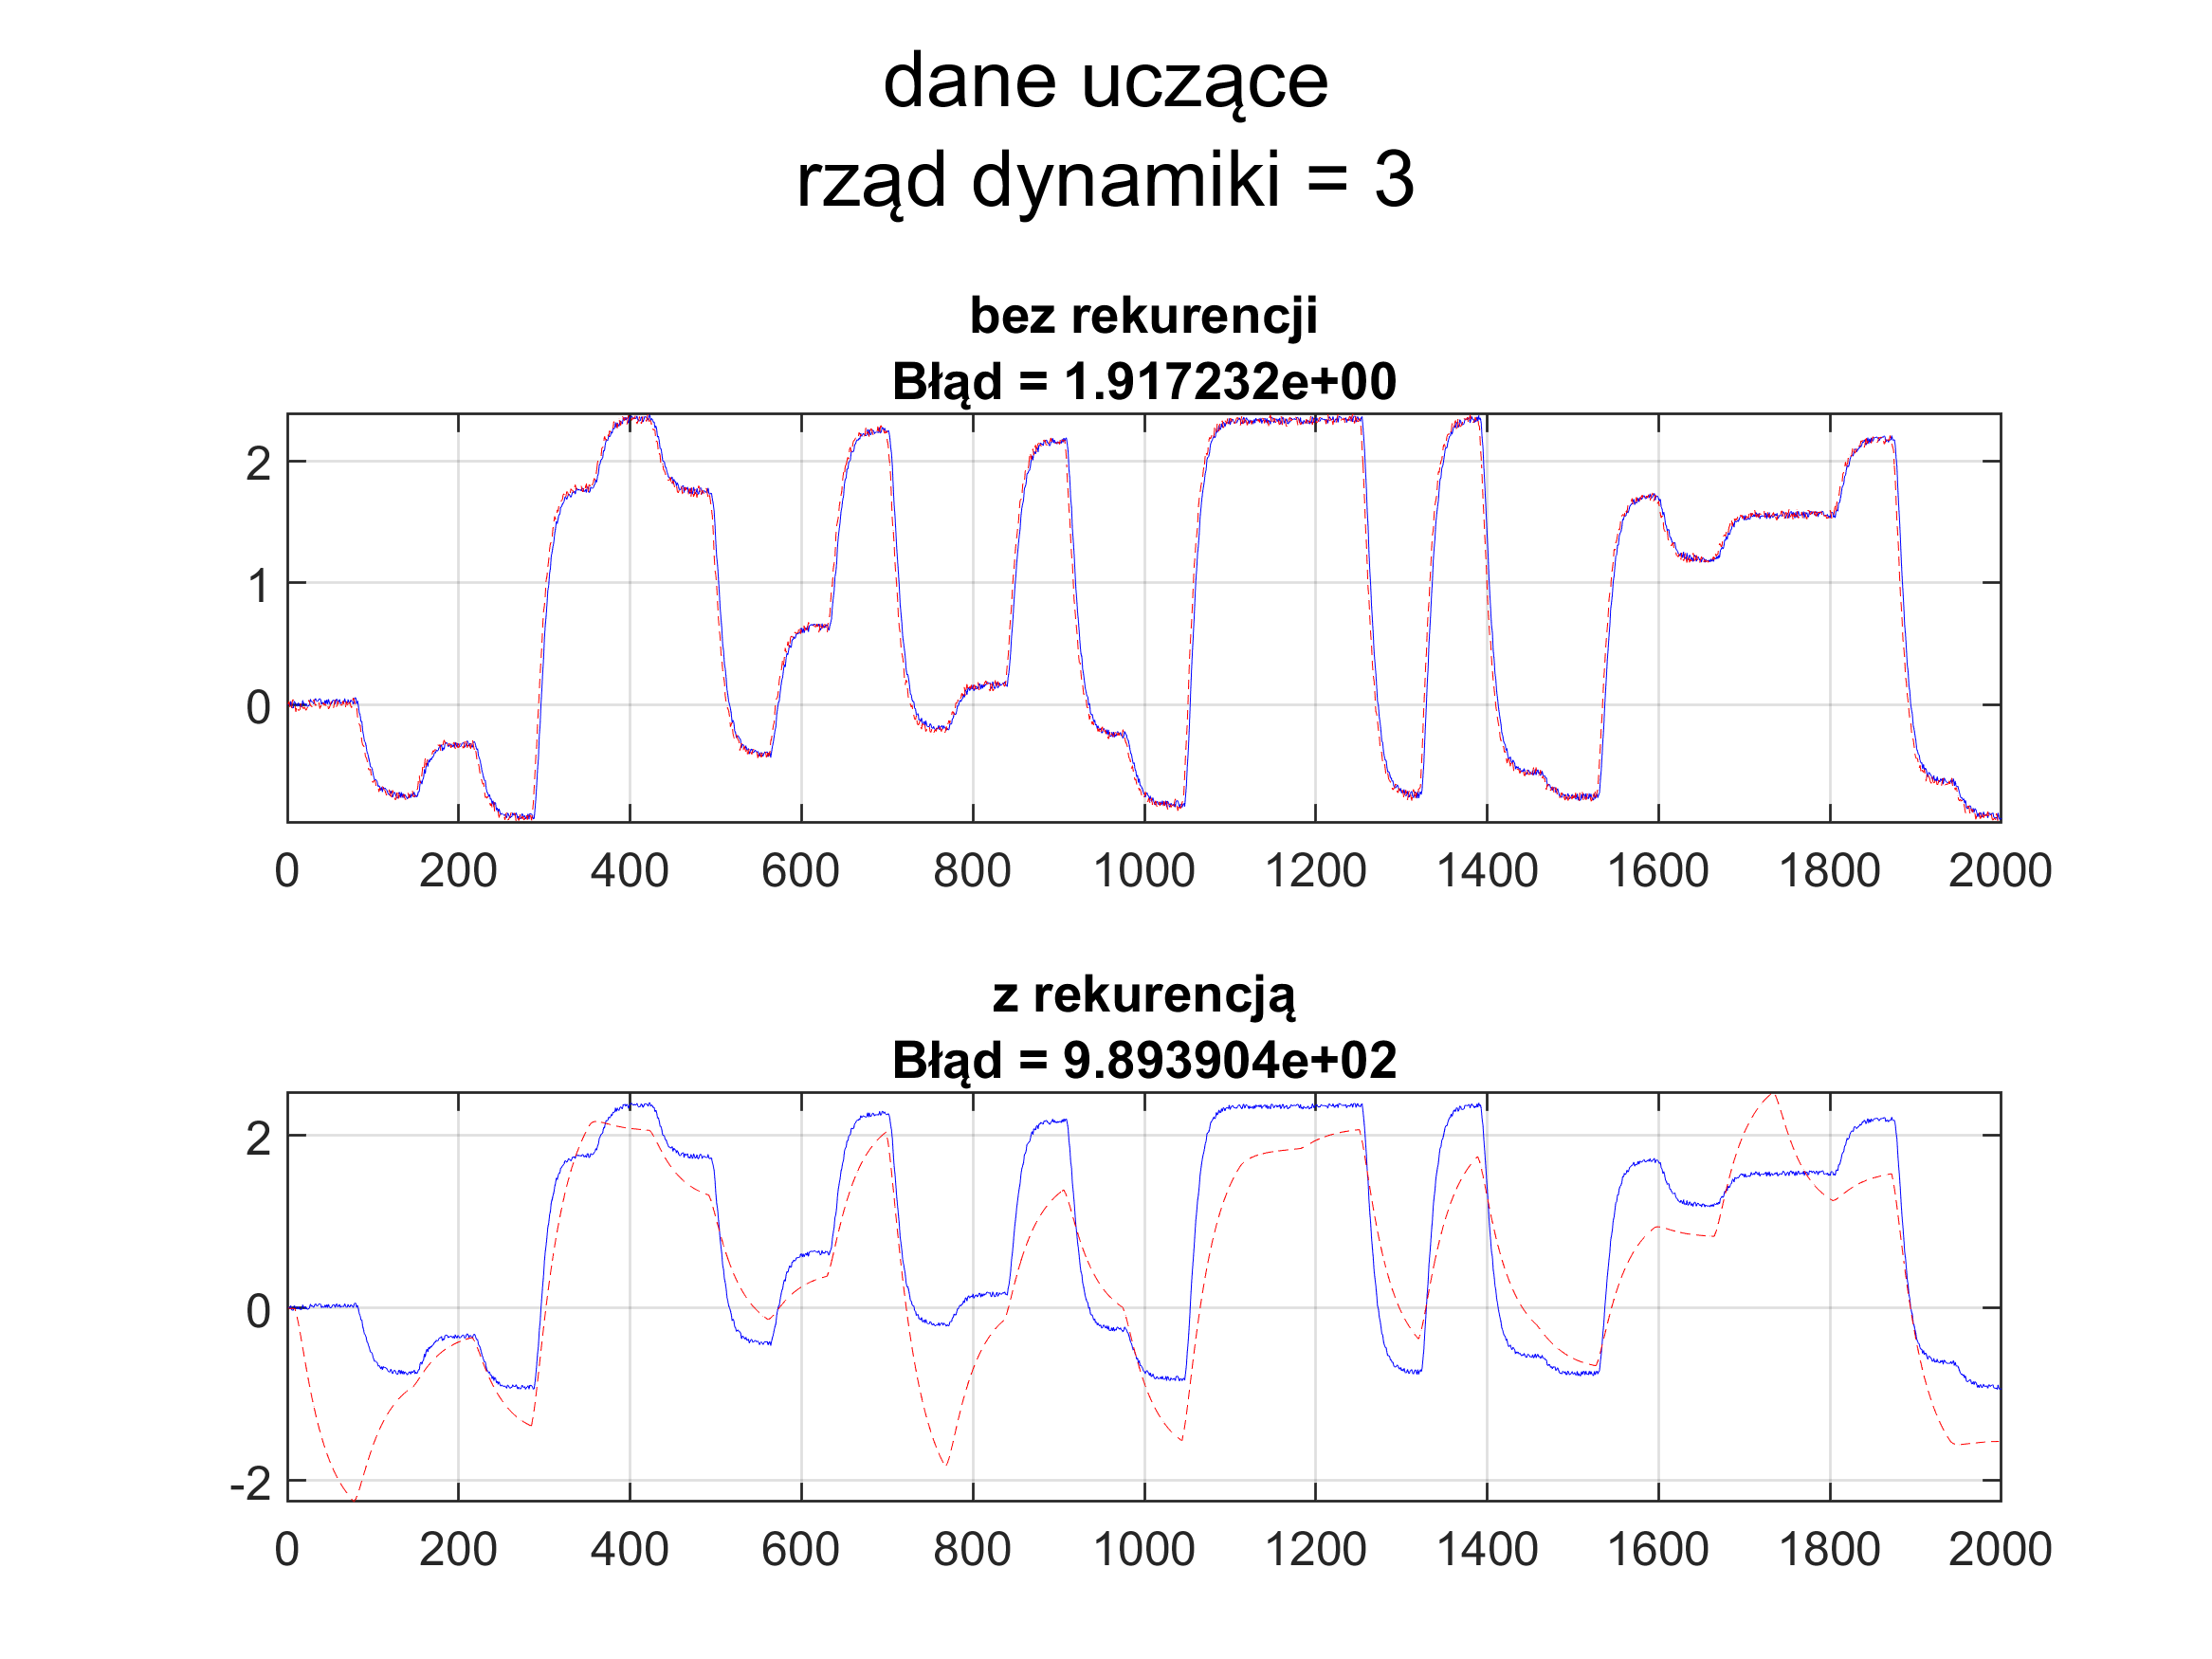 dane uczące
rząd dynamiki = 3
bez rekurencji
Błąd = 1.917232e+00
2
1
0
0 200 400 600 800 1000 1200 1400 1600 1800 2000
z rekurencją
Błąd = 9.893904e+02
2
0
-2
0 200 400 600 800 1000 1200 1400 1600 1800 2000